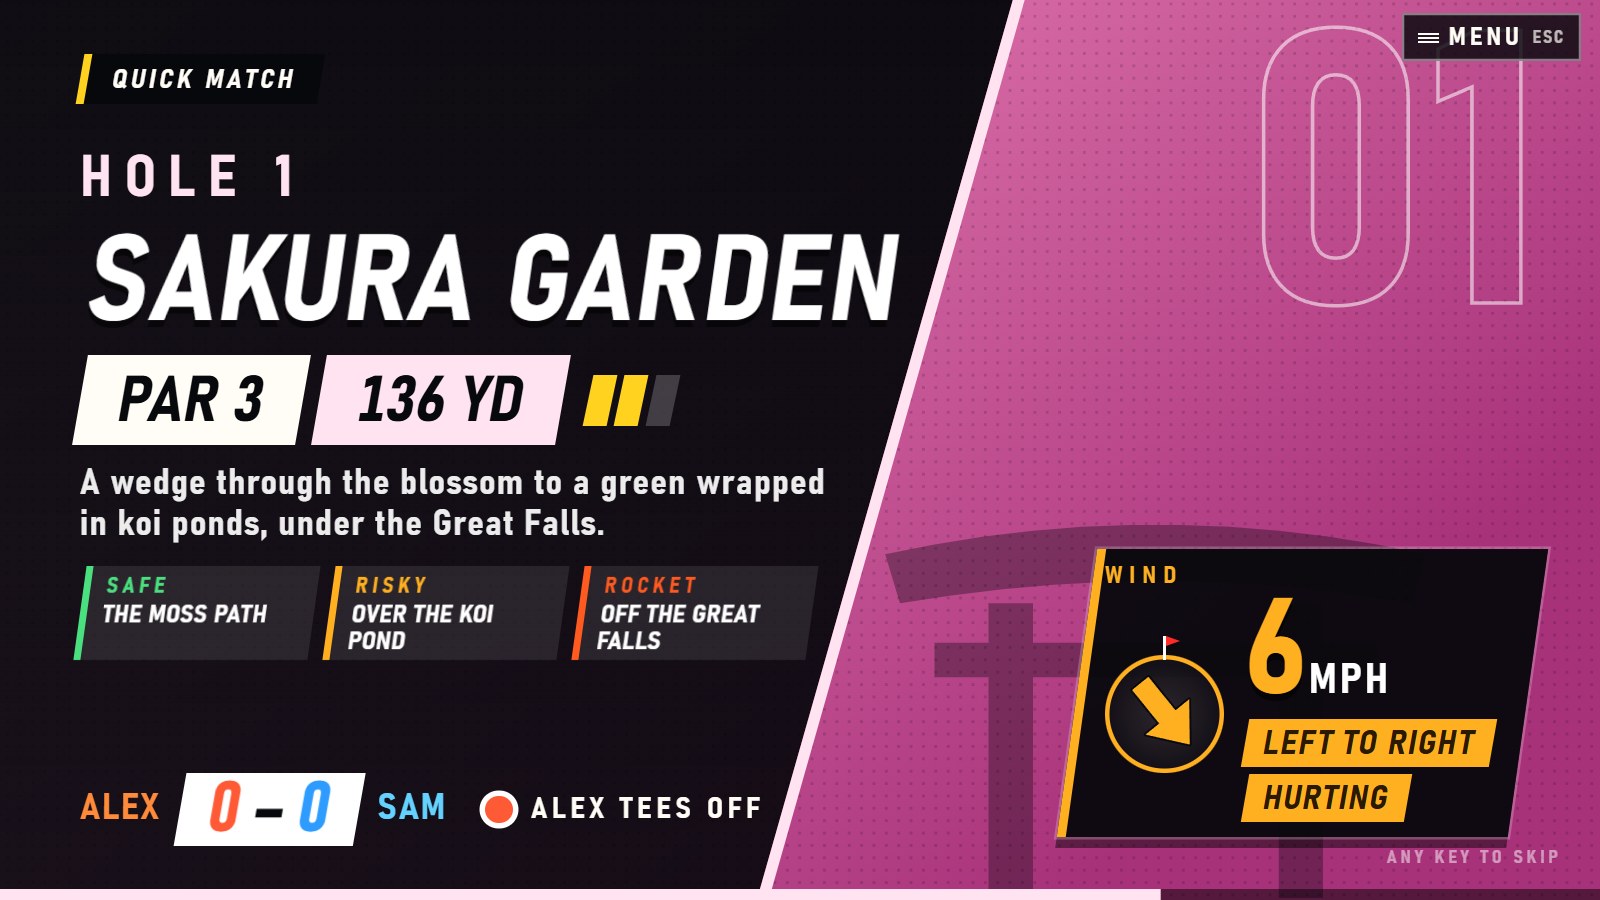 QUICK MATCH
MENU ESC
01
HOLE 1
SAKURA GARDEN
PAR 3
136 YD
A wedge through the blossom to a green wrapped
in koi ponds, under the Great Falls.
SAFE
THE MOSS PATH
RISKY
OVER THE KOI
POND
ROCKET
OFF THE GREAT
FALLS
WIND
6 MPH
LEFT TO RIGHT
HURTING
ALEX 0 – 0 SAM
ALEX TEES OFF
ANY KEY TO SKIP